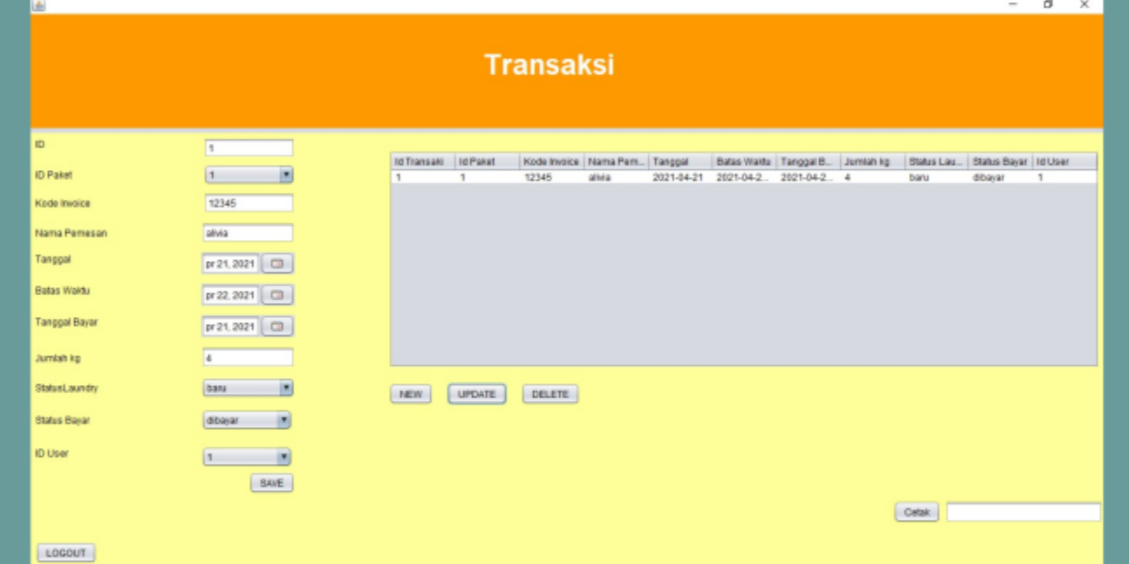 Transaksi
ID
1
ID Paket
1
Kode Invoice
12345
Nama Pemesan
alivia
Tanggal
pr 21, 2021
Batas Waktu
pr 22, 2021
Tanggal Bayar
pr 21, 2021
Jumlah kg
4
StatusLaundry
baru
Status Bayar
dibayar
ID User
1
SAVE
LOGOUT
Id Transaki Id Paket Kode Invoice Nama Pem... Tanggal Batas Waktu Tanggal B... Jumlah kg Status Lau... Status Bayar Id User
1 1 12345 alivia 2021-04-21 2021-04-2... 2021-04-2... 4 baru dibayar 1
NEW UPDATE DELETE
Cetak